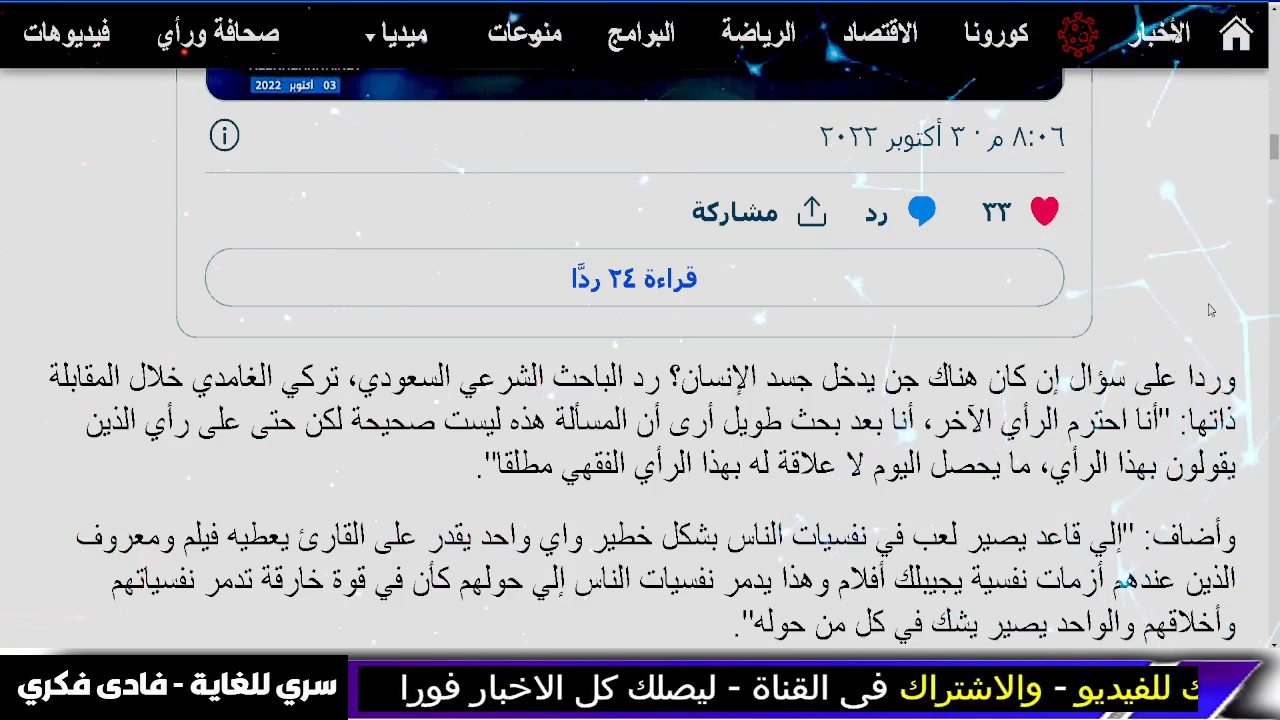 الأخبار كورونا الاقتصاد الرياضة البرامج منوعات ميديا صحافة ورأي فيديوهات
03 أكتوبر 2022
٨:٠٦ م · ٣ أكتوبر ٢٠٢٢
٣٣ رد مشاركة
قراءة ٢٤ ردًّا
وردا على سؤال إن كان هناك جن يدخل جسد الإنسان؟ رد الباحث الشرعي السعودي، تركي الغامدي خلال المقابلة
ذاتها: "أنا احترم الرأي الآخر، أنا بعد بحث طويل أرى أن المسألة هذه ليست صحيحة لكن حتى على رأي الذين
يقولون بهذا الرأي، ما يحصل اليوم لا علاقة له بهذا الرأي الفقهي مطلقا".
وأضاف: "إلي قاعد يصير لعب في نفسيات الناس بشكل خطير واي واحد يقدر على القارئ يعطيه فيلم ومعروف
الذين عندهم أزمات نفسية يجيبلك أفلام وهذا يدمر نفسيات الناس إلي حولهم كأن في قوة خارقة تدمر نفسياتهم
وأخلاقهم والواحد يصير يشك في كل من حوله".
ك للفيديو - والاشتراك فى القناة - ليصلك كل الاخبار فورا
سري للغاية - فادى فكري